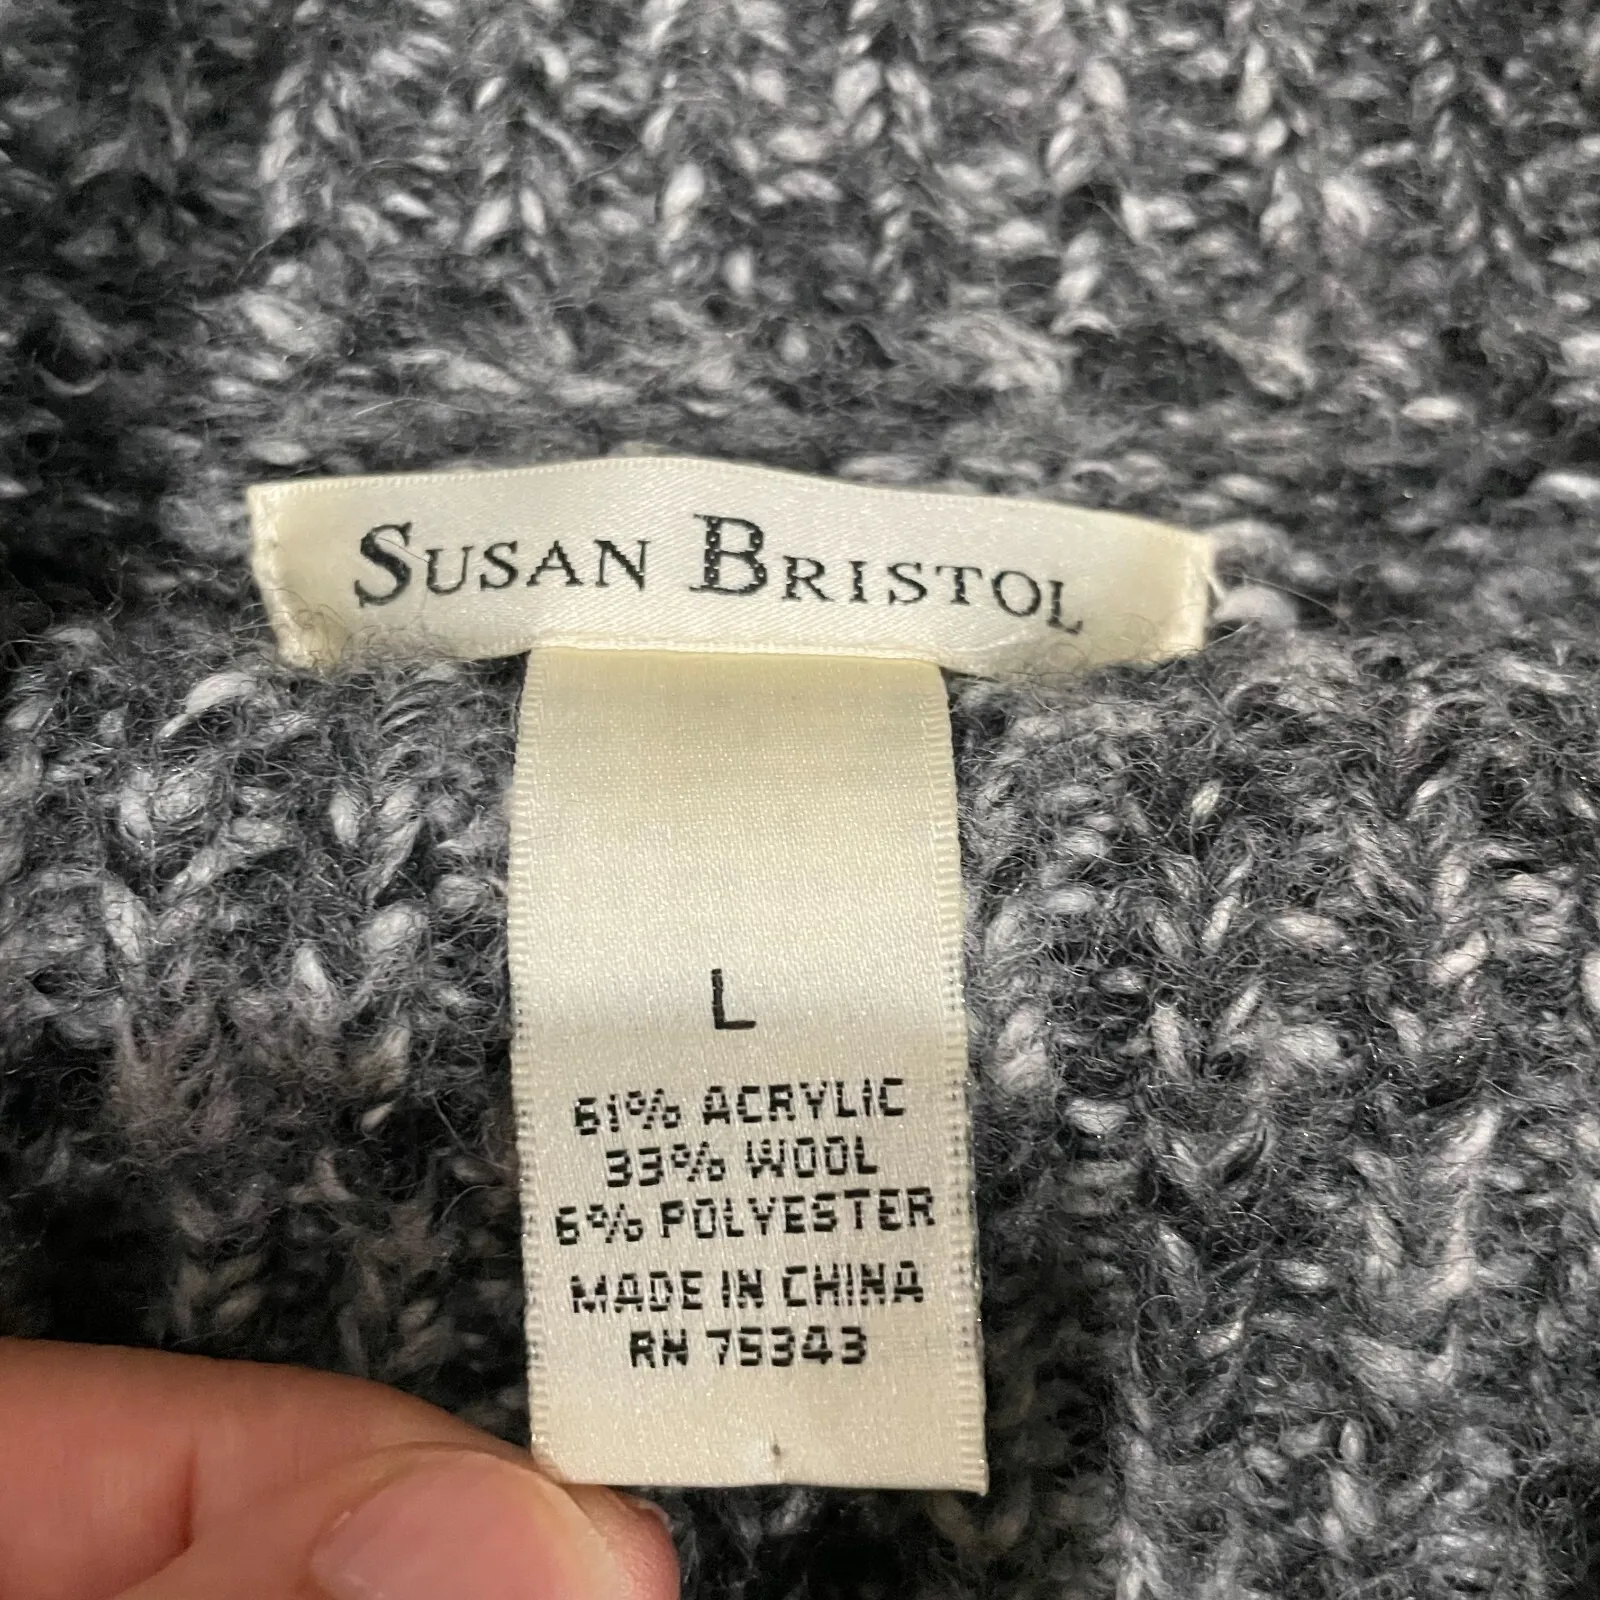 SUSAN BRISTOL
L
61% ACRYLIC
33% WOOL
6% POLYESTER
MADE IN CHINA
RN 75343